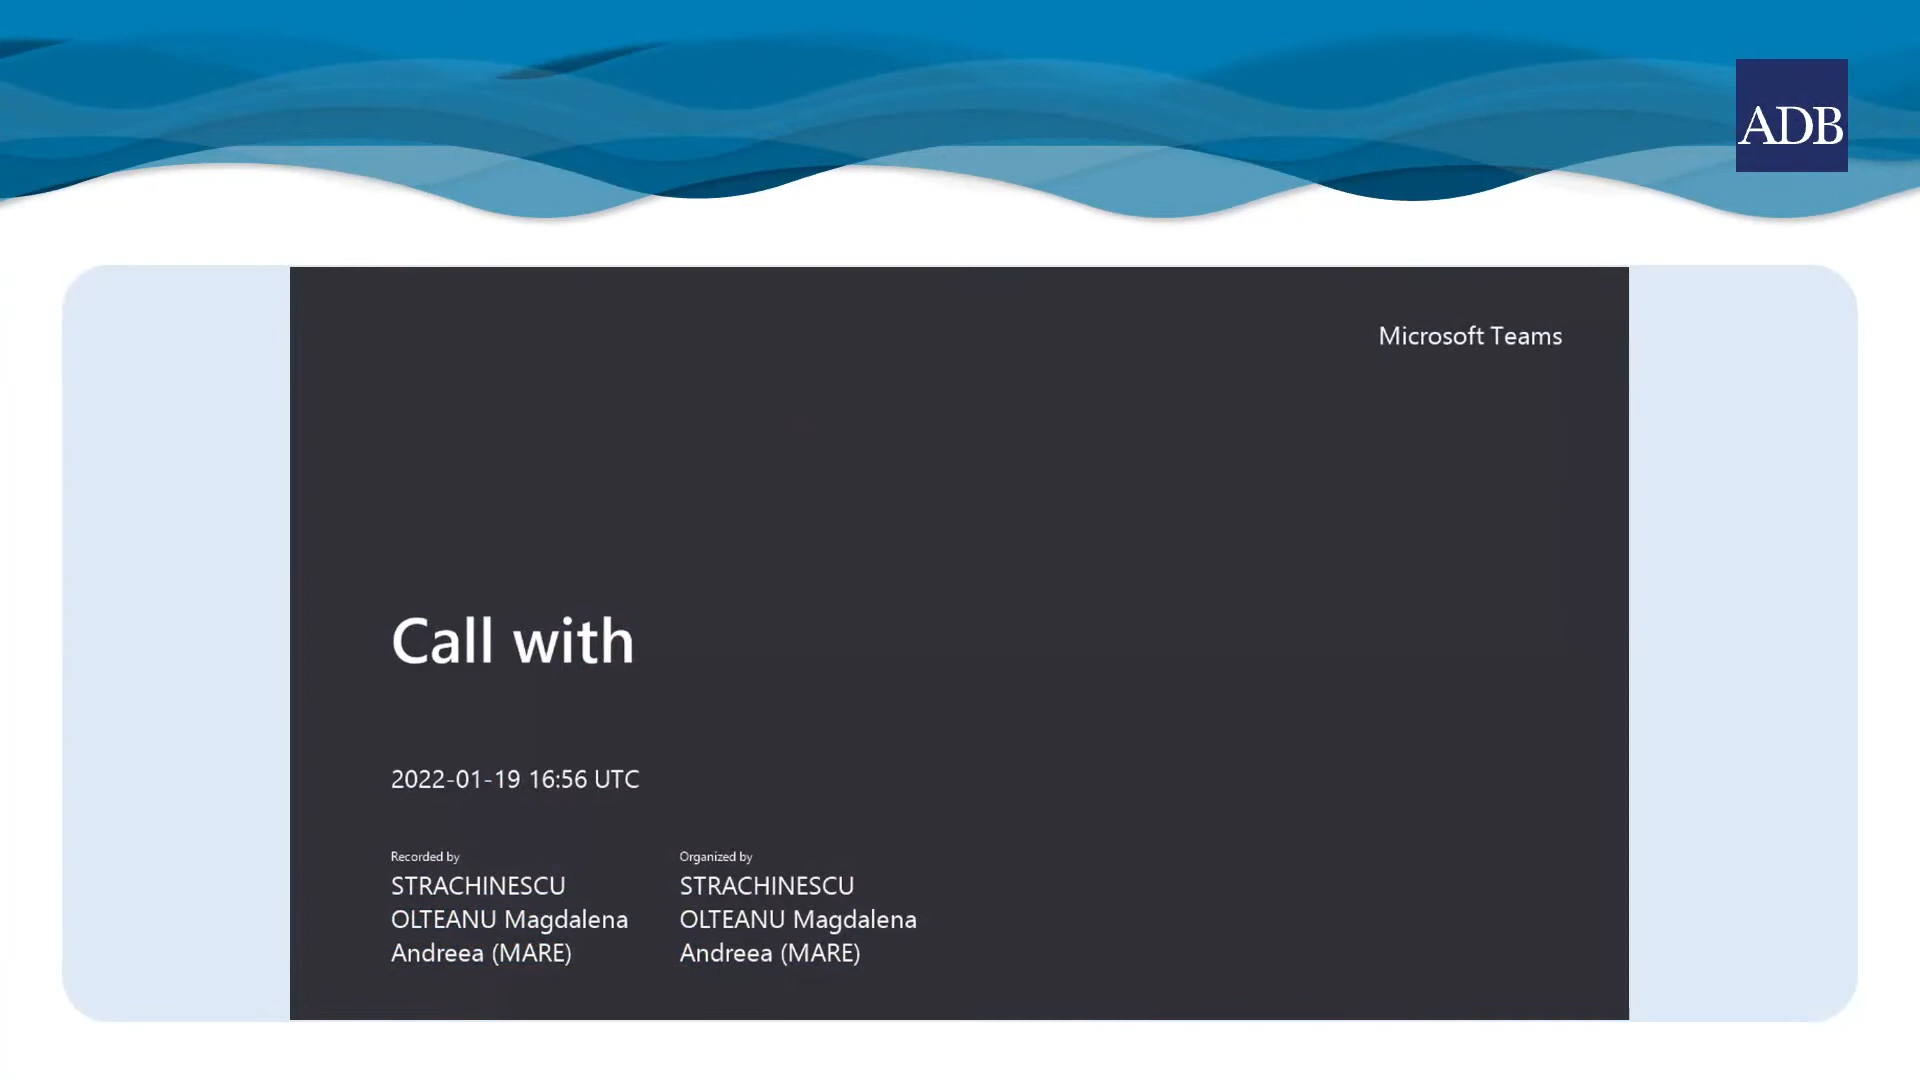 ADB
Microsoft Teams
Call with
2022-01-19 16:56 UTC
Recorded by
STRACHINESCU
OLTEANU Magdalena
Andreea (MARE)
Organized by
STRACHINESCU
OLTEANU Magdalena
Andreea (MARE)